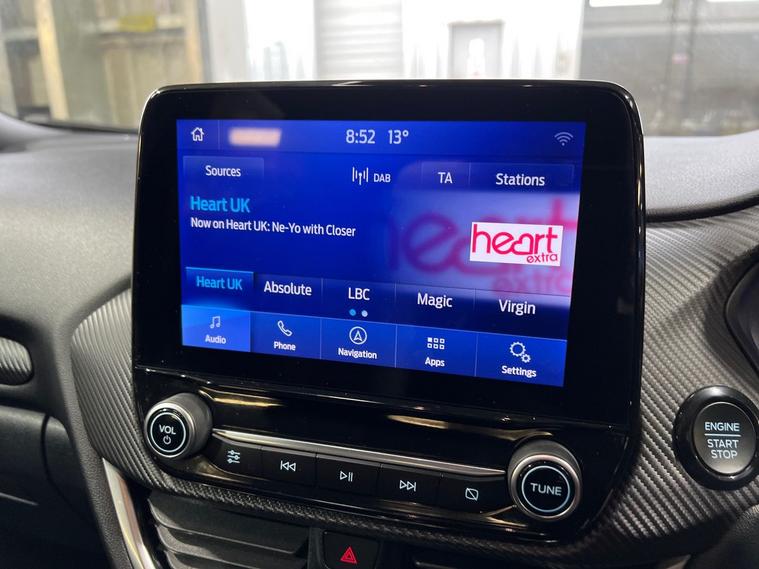 8:52 13°
Sources DAB TA Stations
Heart UK
Now on Heart UK: Ne-Yo with Closer
heart
extra
Heart UK Absolute LBC Magic Virgin
Audio Phone Navigation Apps Settings
VOL
TUNE
ENGINE
START
STOP